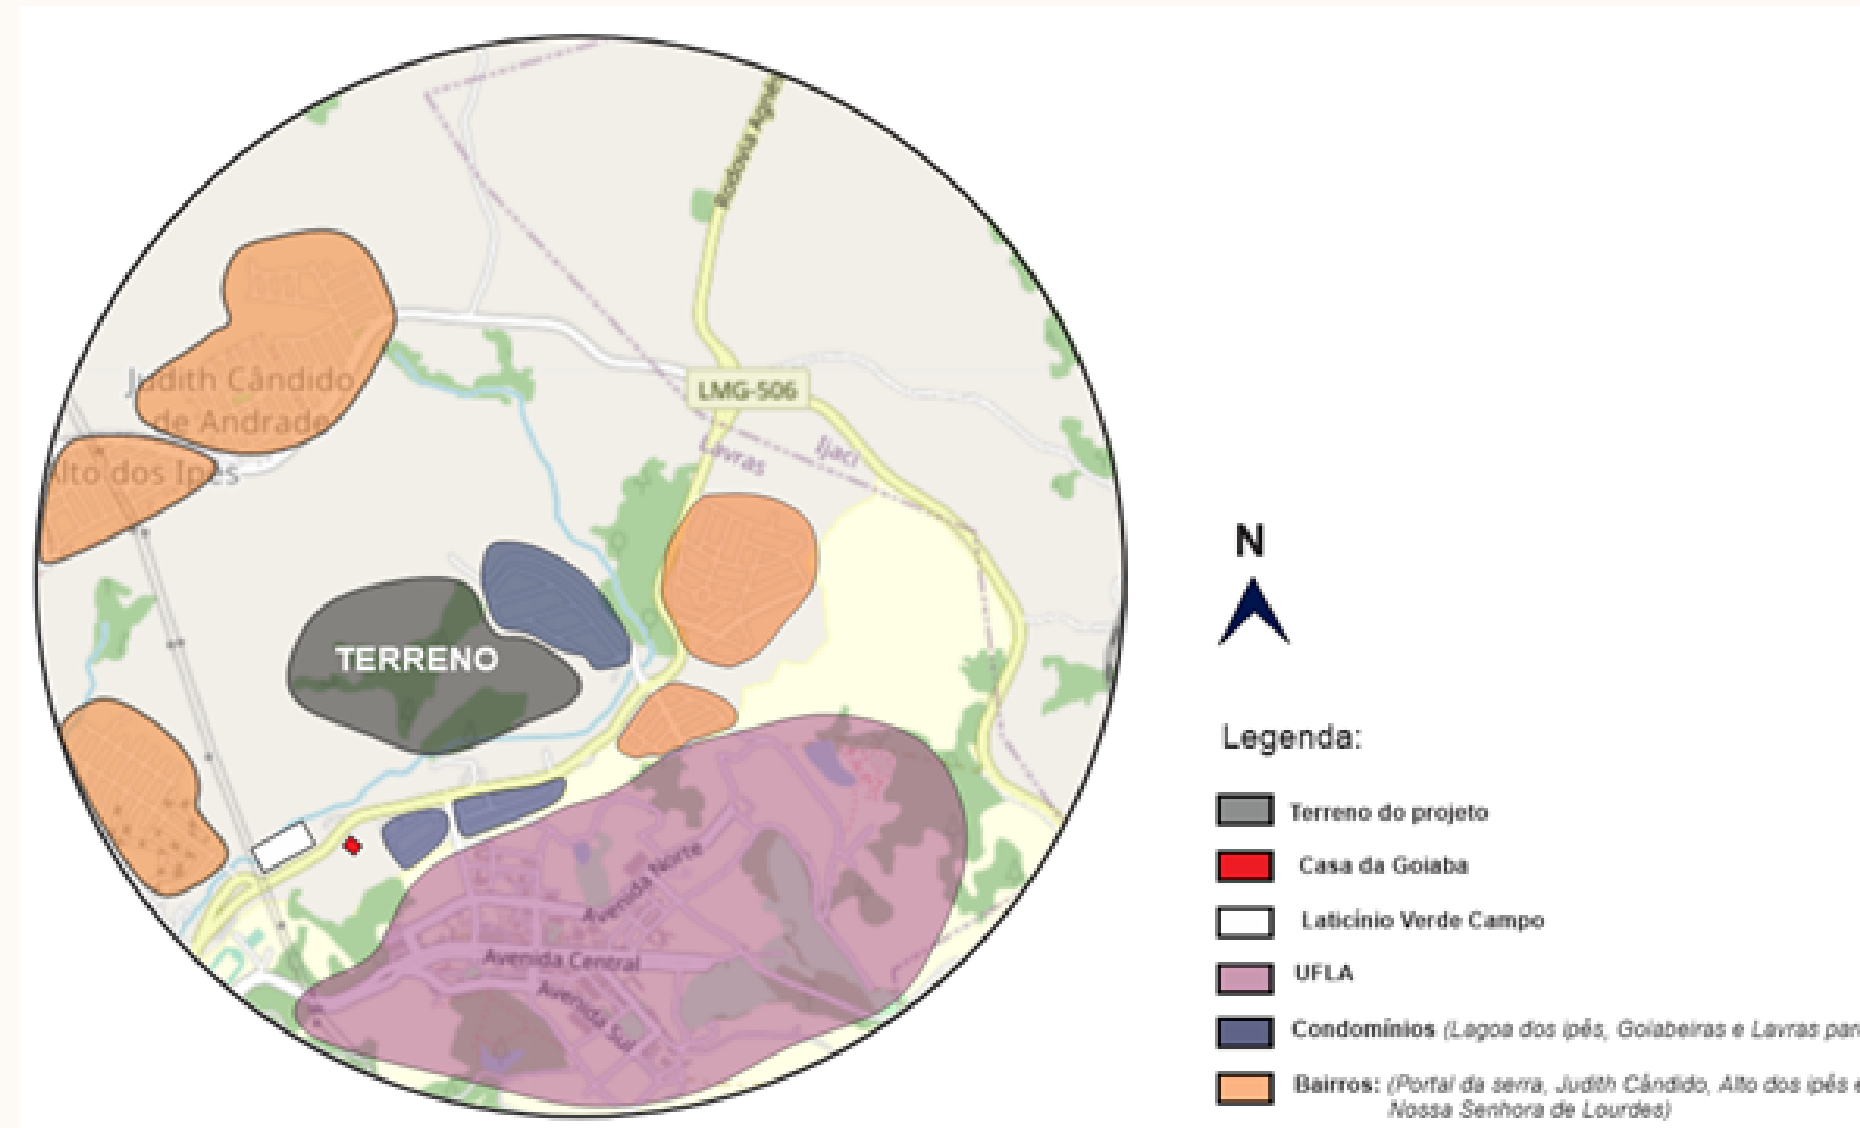 Rodovia Agnés
Judith Cândido
de Andrade
LMG-506
Alto dos Ipês
Lavras
Ijaci
TERRENO
Avenida Norte
Avenida Central
Avenida Sul
N
Legenda:
Terreno do projeto
Casa da Goiaba
Laticínio Verde Campo
UFLA
Condomínios (Lagoa dos ipês, Goiabeiras e Lavras par
Bairros: (Portal da serra, Judith Cândido, Alto dos ipês e
Nossa Senhora de Lourdes)